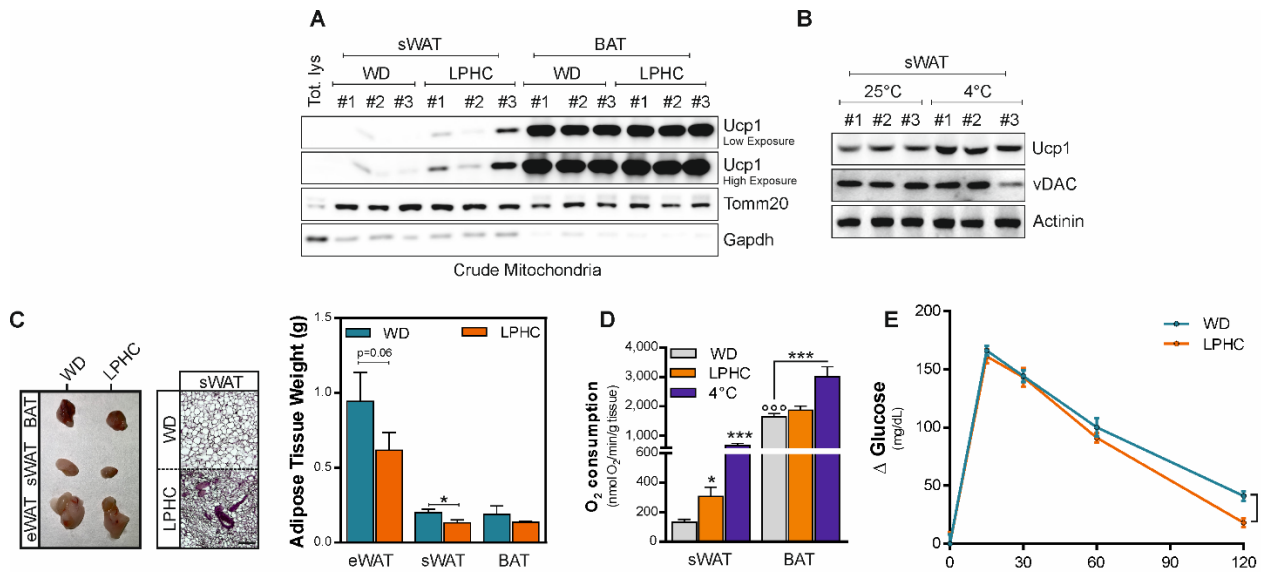 A
sWAT BAT
WD LPHC WD LPHC
Tot. lys #1 #2 #3 #1 #2 #3 #1 #2 #3 #1 #2 #3
Ucp1
Low Exposure
Ucp1
High Exposure
Tomm20
Gapdh
Crude Mitochondria
B
sWAT
25°C 4°C
#1 #2 #3 #1 #2 #3
Ucp1
vDAC
Actinin
C
WD LPHC
BAT
sWAT
eWAT
sWAT
WD
LPHC
Adipose Tissue Weight (g)
1.5
1.0
0.5
0.0
WD LPHC
p=0.06
*
eWAT sWAT BAT
D
O2 consumption
(nmol O2/min/g tissue)
4,000
3,000
2,000
1,000
600
400
200
0
WD
LPHC
4°C
*
***
°°°
***
sWAT BAT
E
Δ Glucose
(mg/dL)
200
150
100
50
0
WD
LPHC
0 30 60 90 120